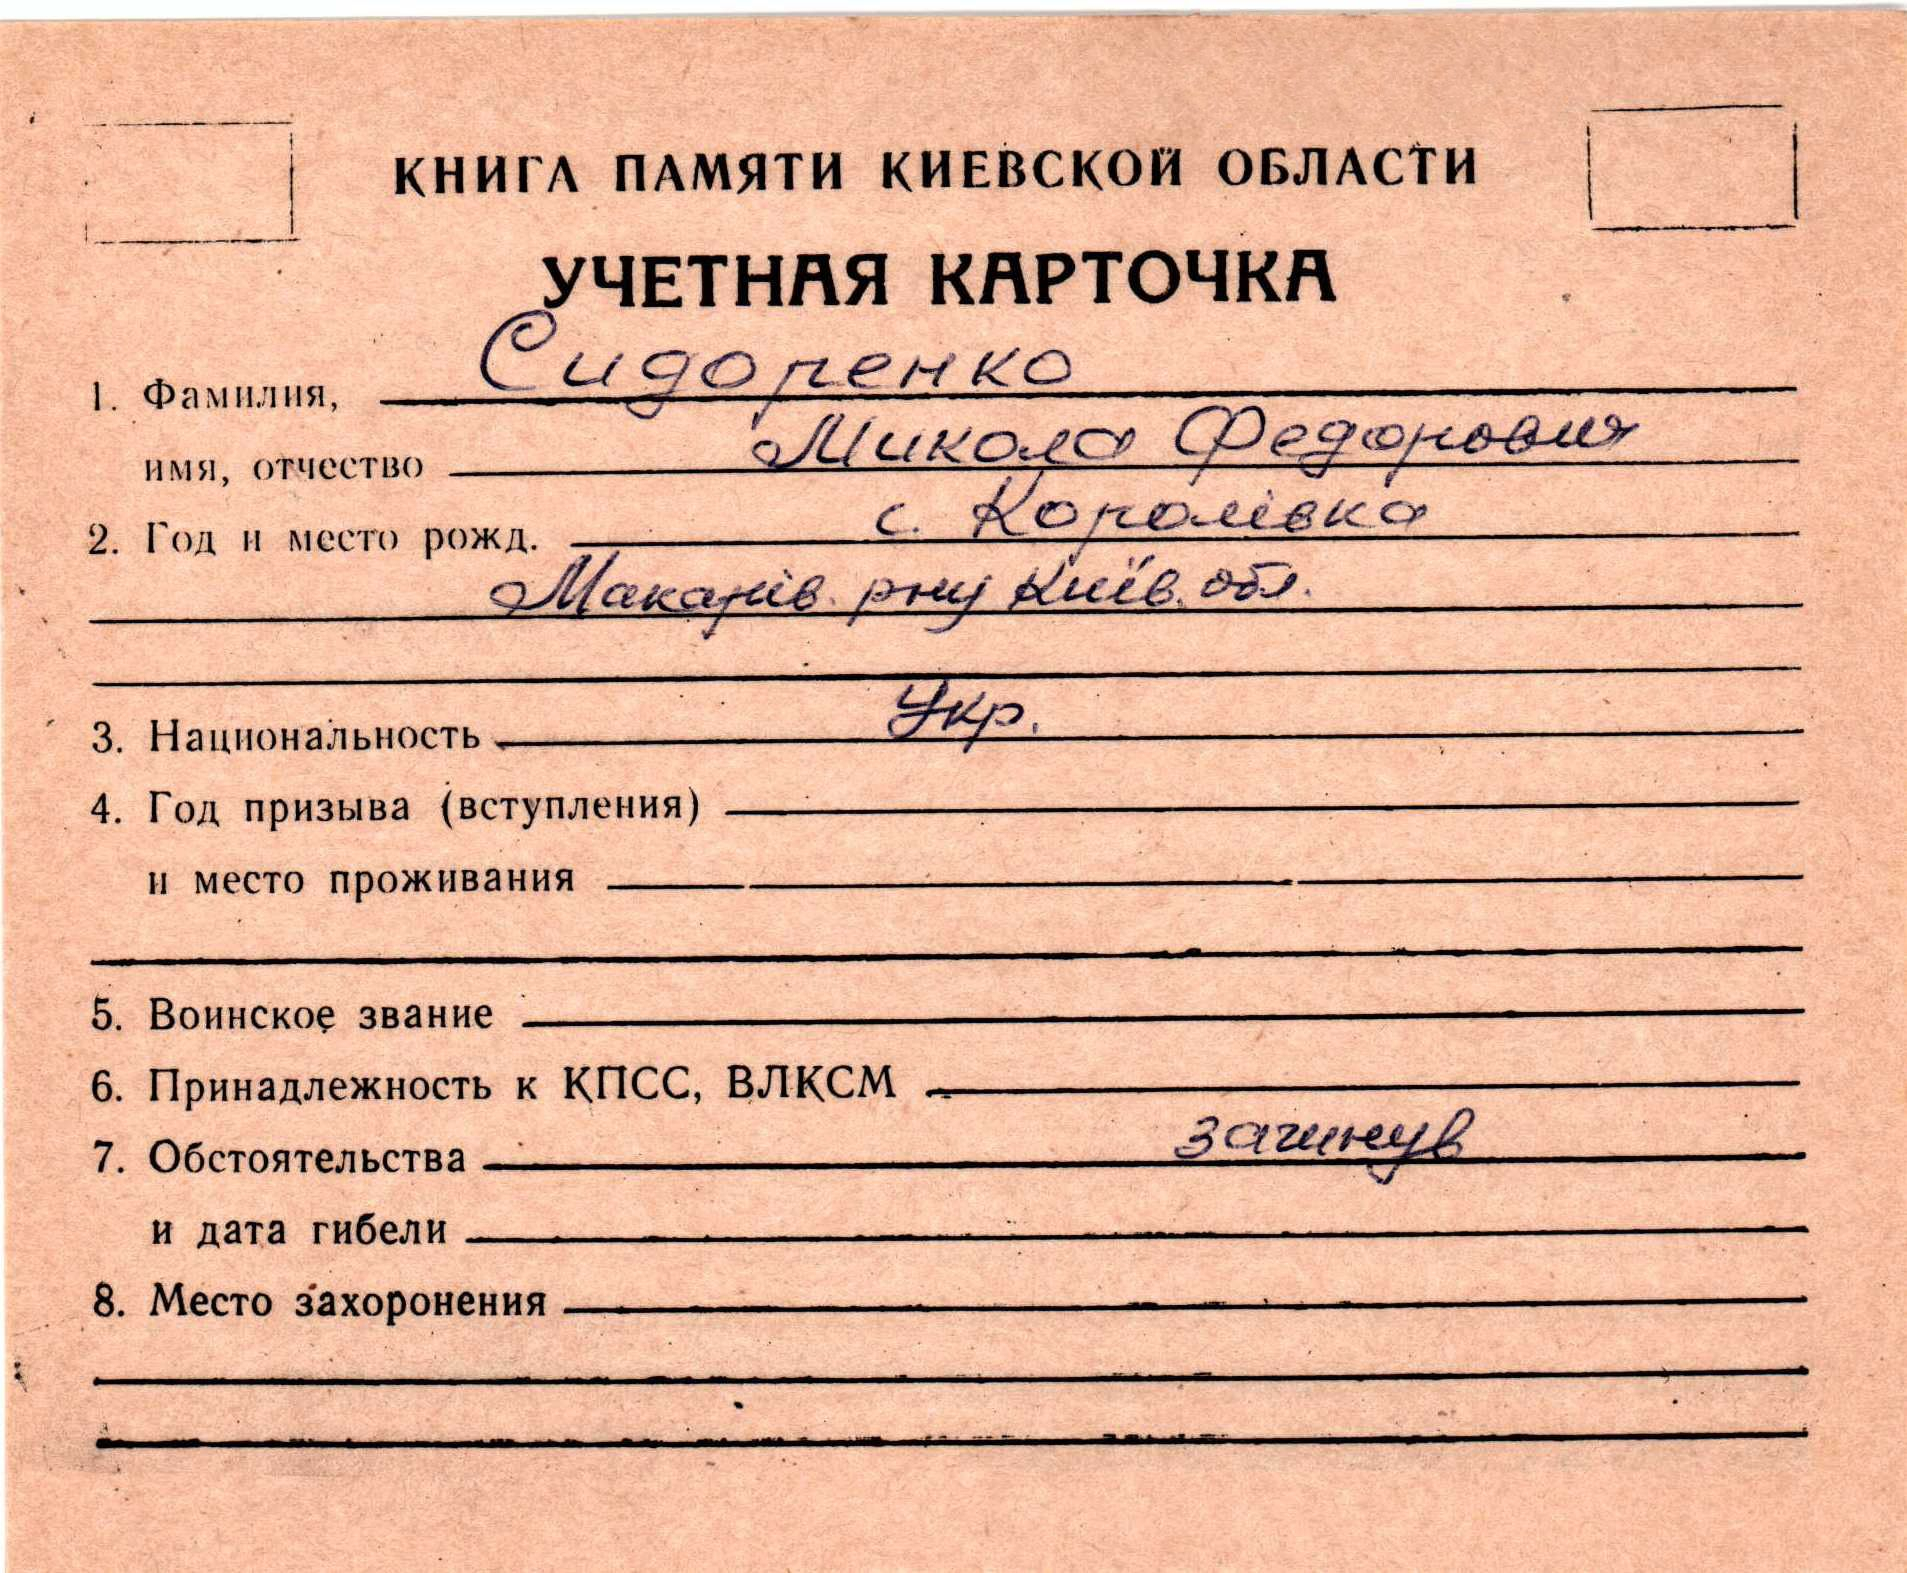 КНИГА ПАМЯТИ КИЕВСКОЙ ОБЛАСТИ
УЧЕТНАЯ КАРТОЧКА
1. Фамилия, Сидоренко
имя, отчество Микола Федорович
2. Год и место рожд. с. Королівка
Макарів. р-ну Київ. обл.
3. Национальность Укр.
4. Год призыва (вступления)
и место проживания
5. Воинское звание
6. Принадлежность к КПСС, ВЛКСМ
7. Обстоятельства загинув
и дата гибели
8. Место захоронения